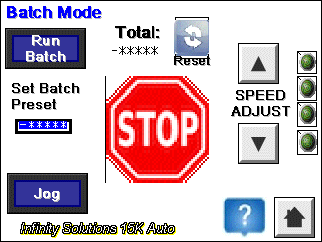 Batch Mode
Run
Batch
Total:
-*****
Reset
Set Batch
Preset
-*****
STOP
SPEED
ADJUST
Jog
?
Infinity Solutions 15K Auto